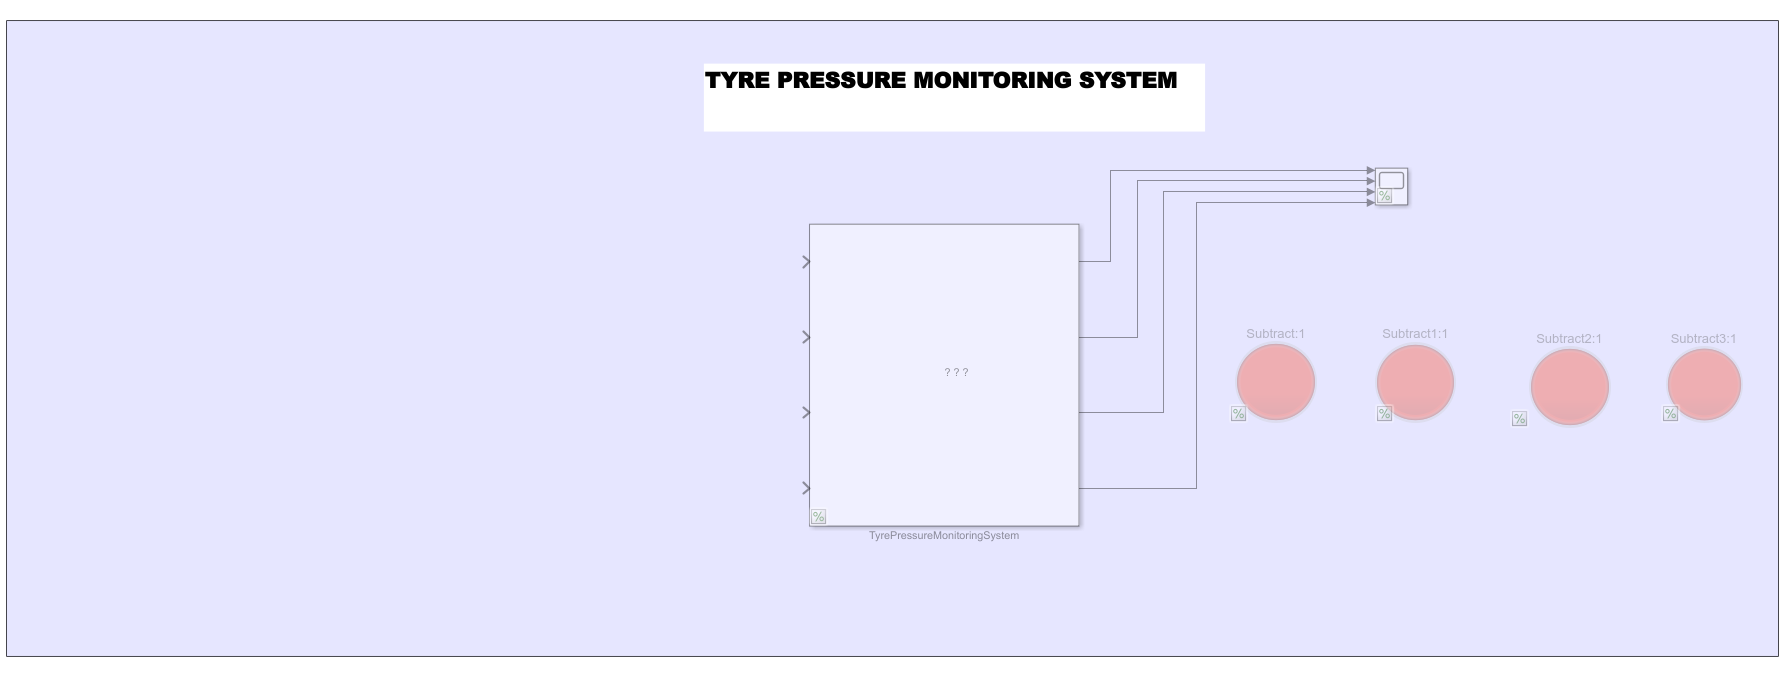 TYRE PRESSURE MONITORING SYSTEM
Subtract:1
Subtract1:1
Subtract2:1
Subtract3:1
???
%
%
%
%
%
%
TyrePressureMonitoringSystem